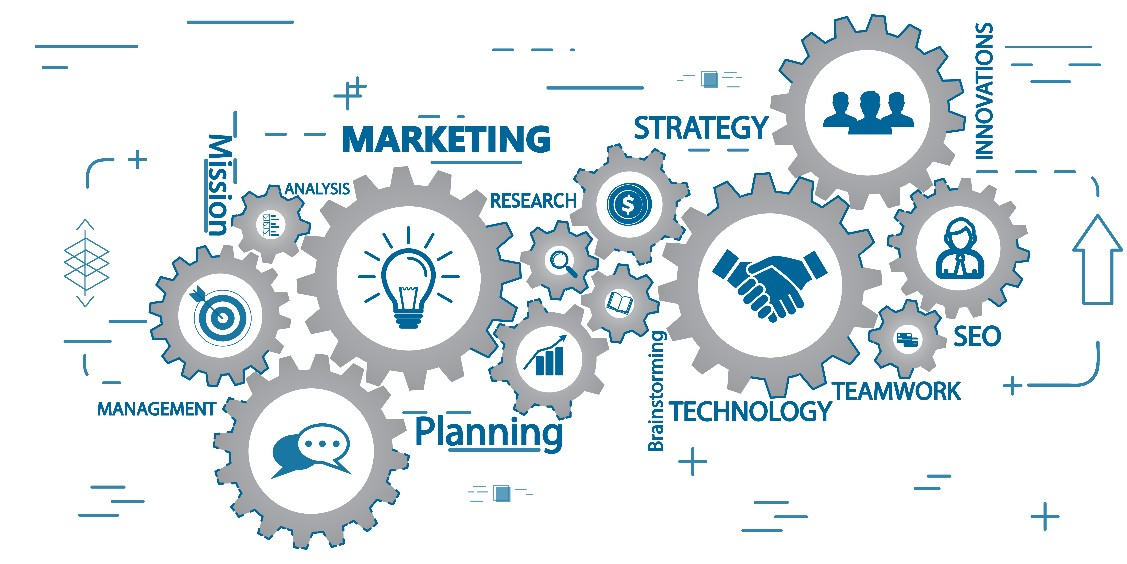 INNOVATIONS
STRATEGY
MARKETING
Mission
ANALYSIS
RESEARCH
$
SEO
Brainstorming
TEAMWORK
MANAGEMENT
TECHNOLOGY
Planning